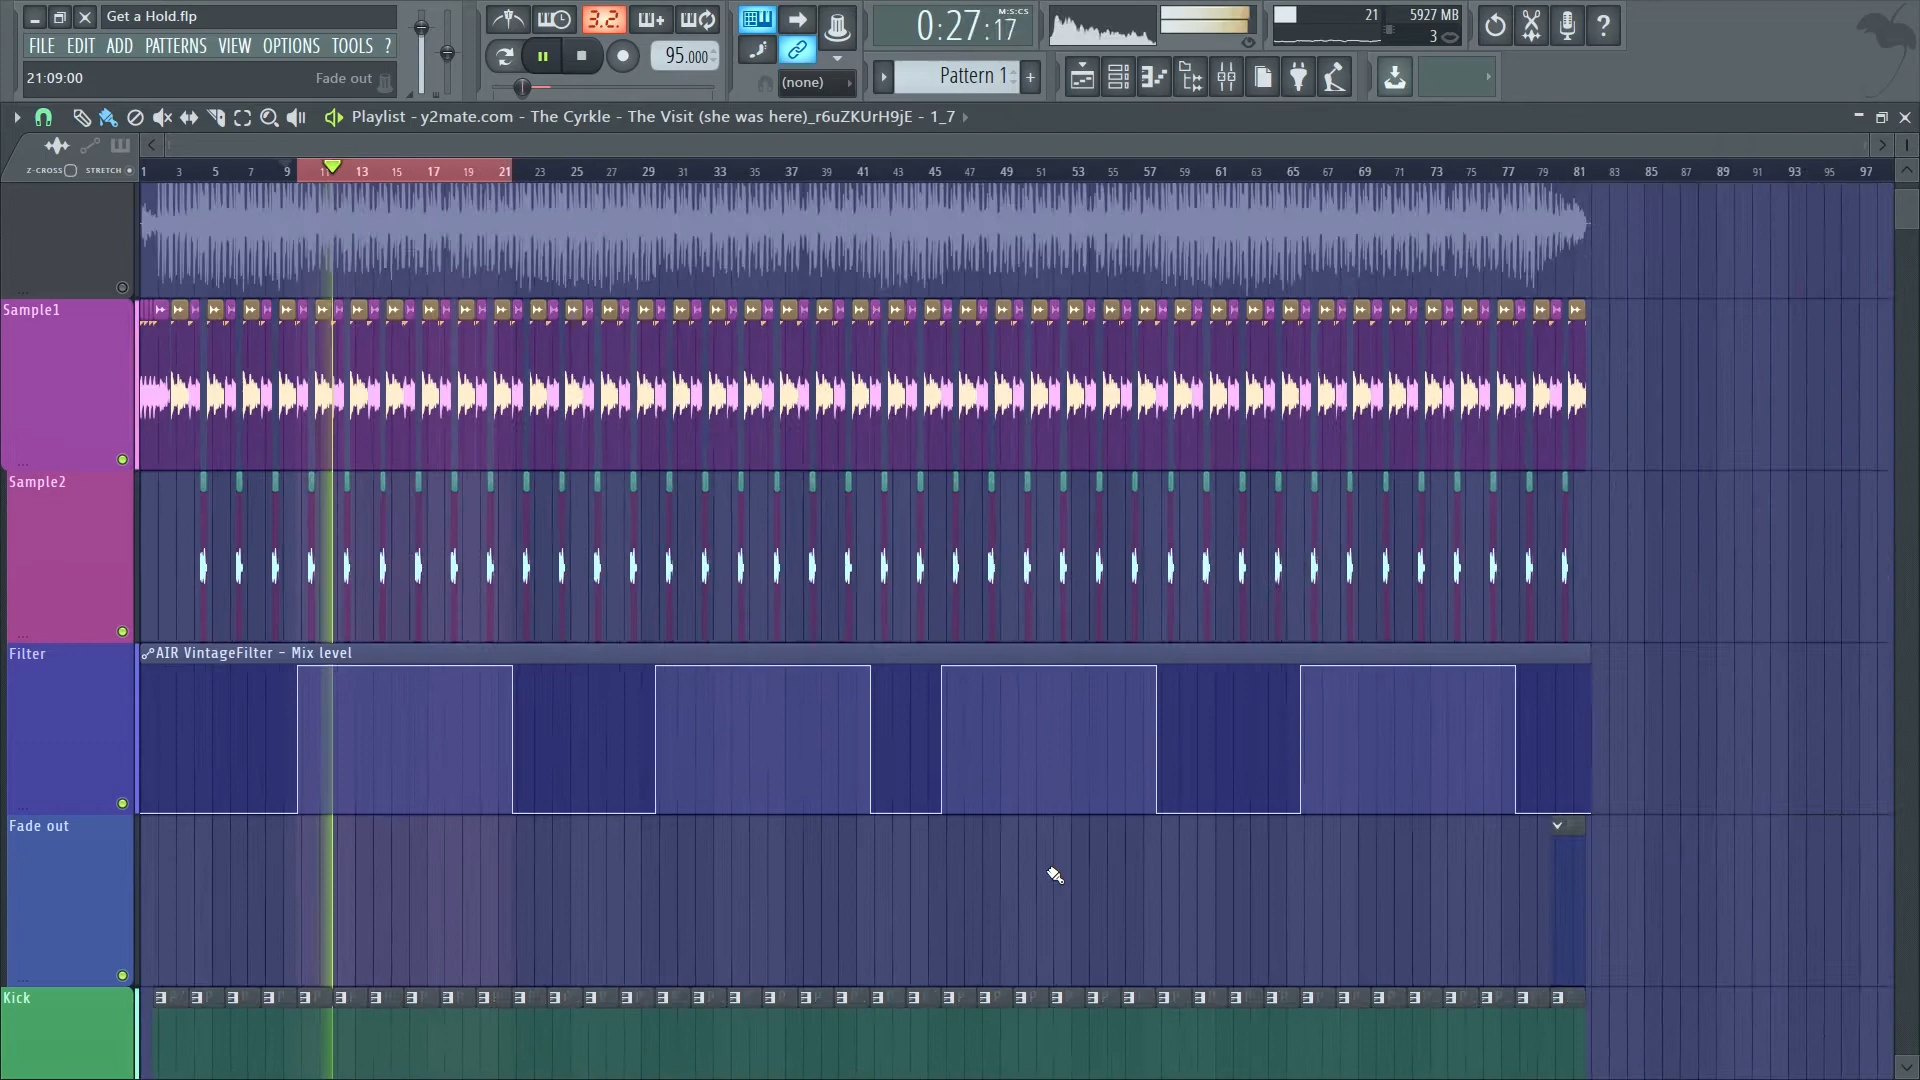 Get a Hold.flp
FILE EDIT ADD PATTERNS VIEW OPTIONS TOOLS ?
21:09:00 Fade out
3.2.
95.000
(none)
0:27:17 M:S:CS
Pattern 1
21 5927 MB
3
Playlist - y2mate.com - The Cyrkle - The Visit (she was here)_r6uZKUrH9jE - 1_7
Z-CROSS STRETCH
1 3 5 7 9 11 13 15 17 19 21 23 25 27 29 31 33 35 37 39 41 43 45 47 49 51 53 55 57 59 61 63 65 67 69 71 73 75 77 79 81 83 85 87 89 91 93 95 97
Sample1
Sample2
Filter
AIR VintageFilter - Mix level
Fade out
Kick